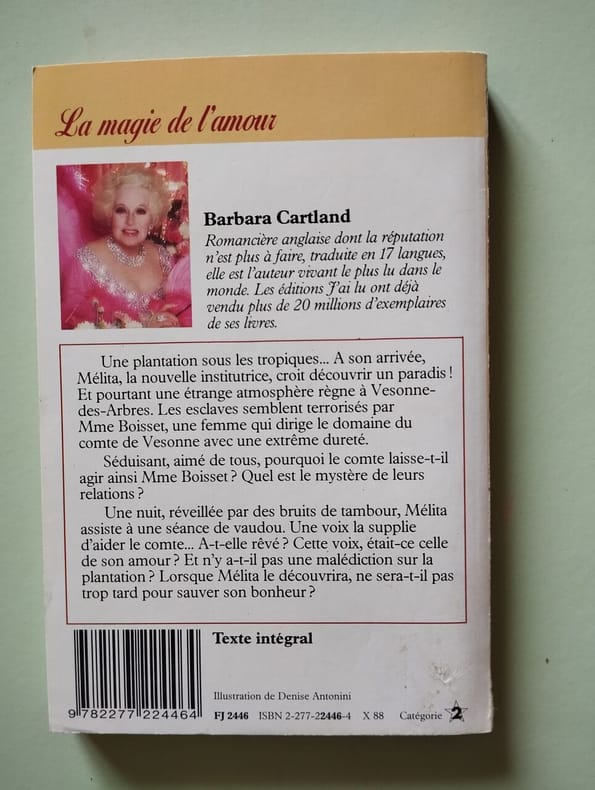 La magie de l'amour
Barbara Cartland
Romancière anglaise dont la réputation
n'est plus à faire, traduite en 17 langues,
elle est l'auteur vivant le plus lu dans le
monde. Les éditions J'ai lu ont déjà
vendu plus de 20 millions d'exemplaires
de ses livres.
Une plantation sous les tropiques... A son arrivée,
Mélita, la nouvelle institutrice, croit découvrir un paradis !
Et pourtant une étrange atmosphère règne à Vesonne-
des-Arbres. Les esclaves semblent terrorisés par
Mme Boisset, une femme qui dirige le domaine du
comte de Vesonne avec une extrême dureté.
Séduisant, aimé de tous, pourquoi le comte laisse-t-il
agir ainsi Mme Boisset ? Quel est le mystère de leurs
relations ?
Une nuit, réveillée par des bruits de tambour, Mélita
assiste à une séance de vaudou. Une voix la supplie
d'aider le comte... A-t-elle rêvé ? Cette voix, était-ce celle
de son amour ? Et n'y a-t-il pas une malédiction sur la
plantation ? Lorsque Mélita le découvrira, ne sera-t-il pas
trop tard pour sauver son bonheur ?
Texte intégral
Illustration de Denise Antonini
9 782277 224464
FJ 2446 ISBN 2-277-22446-4 X 88 Catégorie 2